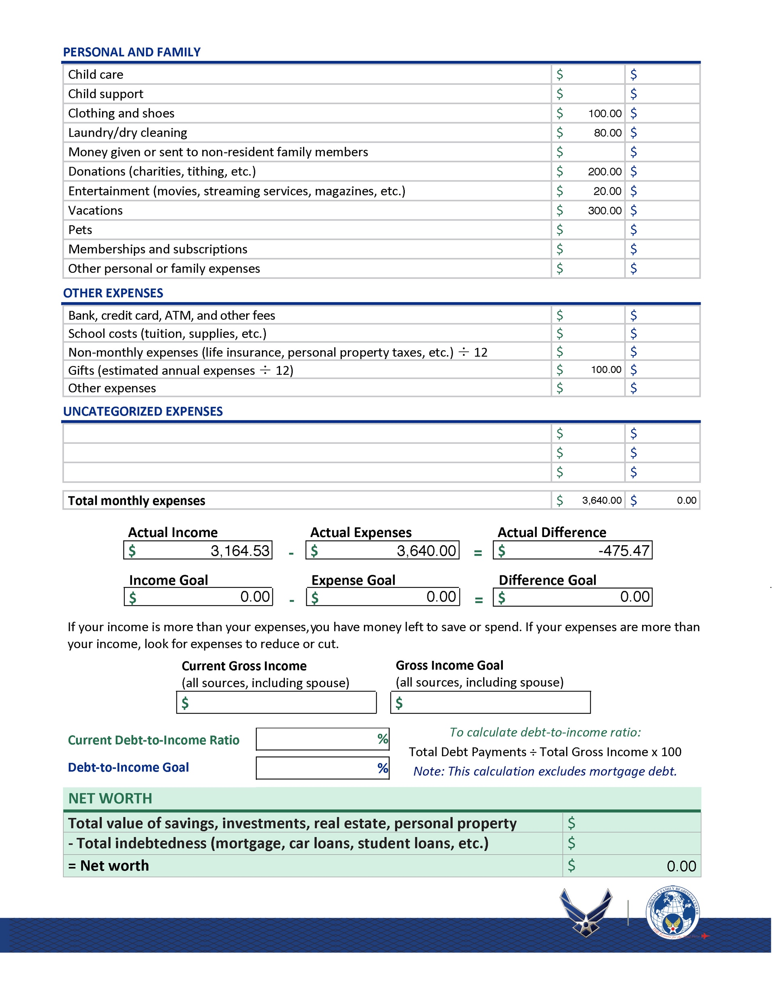 PERSONAL AND FAMILY
Child care $ $
Child support $ $
Clothing and shoes $ 100.00 $
Laundry/dry cleaning $ 80.00 $
Money given or sent to non-resident family members $ $
Donations (charities, tithing, etc.) $ 200.00 $
Entertainment (movies, streaming services, magazines, etc.) $ 20.00 $
Vacations $ 300.00 $
Pets $ $
Memberships and subscriptions $ $
Other personal or family expenses $ $
OTHER EXPENSES
Bank, credit card, ATM, and other fees $ $
School costs (tuition, supplies, etc.) $ $
Non-monthly expenses (life insurance, personal property taxes, etc.) ÷ 12 $ $
Gifts (estimated annual expenses ÷ 12) $ 100.00 $
Other expenses $ $
UNCATEGORIZED EXPENSES
$ $
$ $
$ $
Total monthly expenses $ 3,640.00 $ 0.00
Actual Income Actual Expenses Actual Difference
$ 3,164.53 - $ 3,640.00 = $ -475.47
Income Goal Expense Goal Difference Goal
$ 0.00 - $ 0.00 = $ 0.00
If your income is more than your expenses, you have money left to save or spend. If your expenses are more than
your income, look for expenses to reduce or cut.
Current Gross Income Gross Income Goal
(all sources, including spouse) (all sources, including spouse)
$ $
To calculate debt-to-income ratio:
Current Debt-to-Income Ratio %
Total Debt Payments ÷ Total Gross Income x 100
Debt-to-Income Goal %
Note: This calculation excludes mortgage debt.
NET WORTH
Total value of savings, investments, real estate, personal property $
- Total indebtedness (mortgage, car loans, student loans, etc.) $
= Net worth $ 0.00
AIRMAN & FAMILY READINESS CENTER
THE Resource for the Total Force